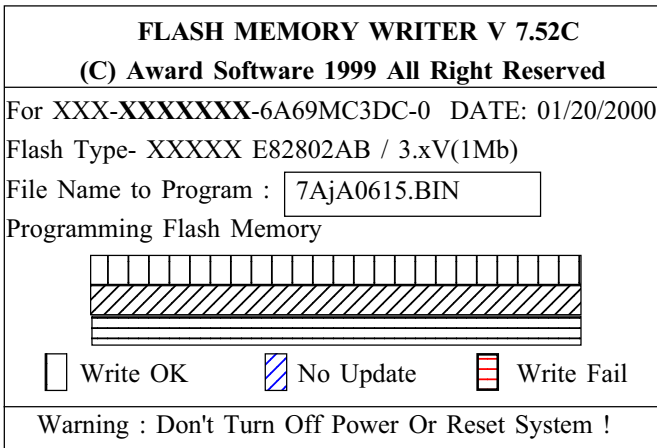 FLASH MEMORY WRITER V 7.52C
(C) Award Software 1999 All Right Reserved
For XXX-XXXXXXX-6A69MC3DC-0 DATE: 01/20/2000
Flash Type- XXXXX E82802AB / 3.xV(1Mb)
File Name to Program : 7AjA0615.BIN
Programming Flash Memory
Write OK No Update Write Fail
Warning : Don't Turn Off Power Or Reset System !